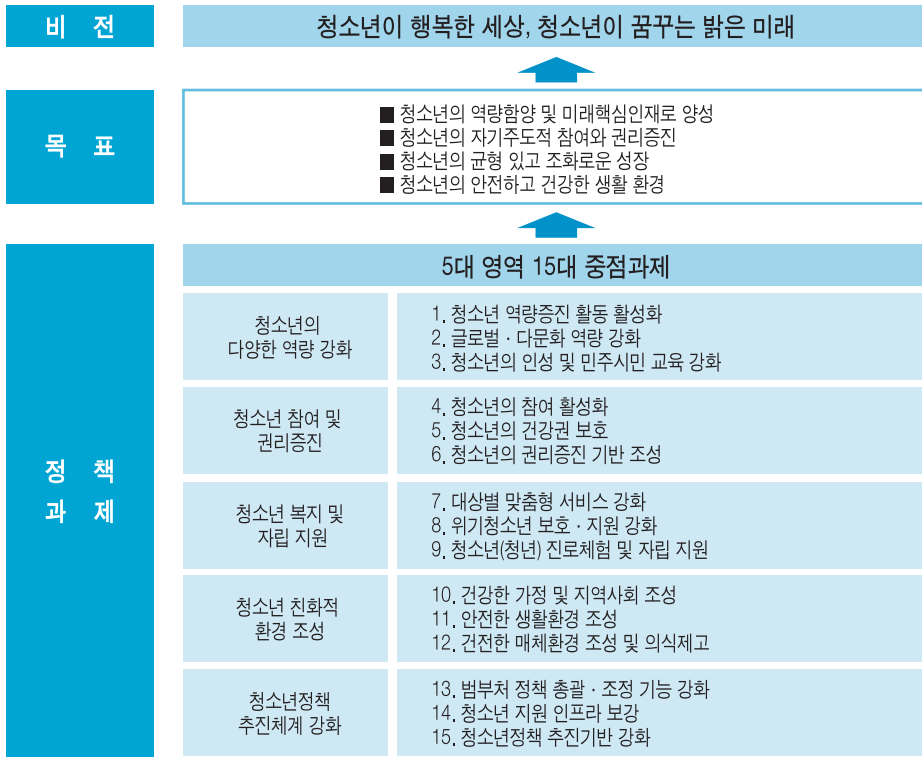 비 전
청소년이 행복한 세상, 청소년이 꿈꾸는 밝은 미래
목 표
■ 청소년의 역량함양 및 미래핵심인재로 양성
■ 청소년의 자기주도적 참여와 권리증진
■ 청소년의 균형 있고 조화로운 성장
■ 청소년의 안전하고 건강한 생활 환경
정 책
과 제
5대 영역 15대 중점과제
청소년의
다양한 역량 강화
1. 청소년 역량증진 활동 활성화
2. 글로벌 · 다문화 역량 강화
3. 청소년의 인성 및 민주시민 교육 강화
청소년 참여 및
권리증진
4. 청소년의 참여 활성화
5. 청소년의 건강권 보호
6. 청소년의 권리증진 기반 조성
청소년 복지 및
자립 지원
7. 대상별 맞춤형 서비스 강화
8. 위기청소년 보호 · 지원 강화
9. 청소년(청년) 진로체험 및 자립 지원
청소년 친화적
환경 조성
10. 건강한 가정 및 지역사회 조성
11. 안전한 생활환경 조성
12. 건전한 매체환경 조성 및 의식제고
청소년정책
추진체계 강화
13. 범부처 정책 총괄 · 조정 기능 강화
14. 청소년 지원 인프라 보강
15. 청소년정책 추진기반 강화